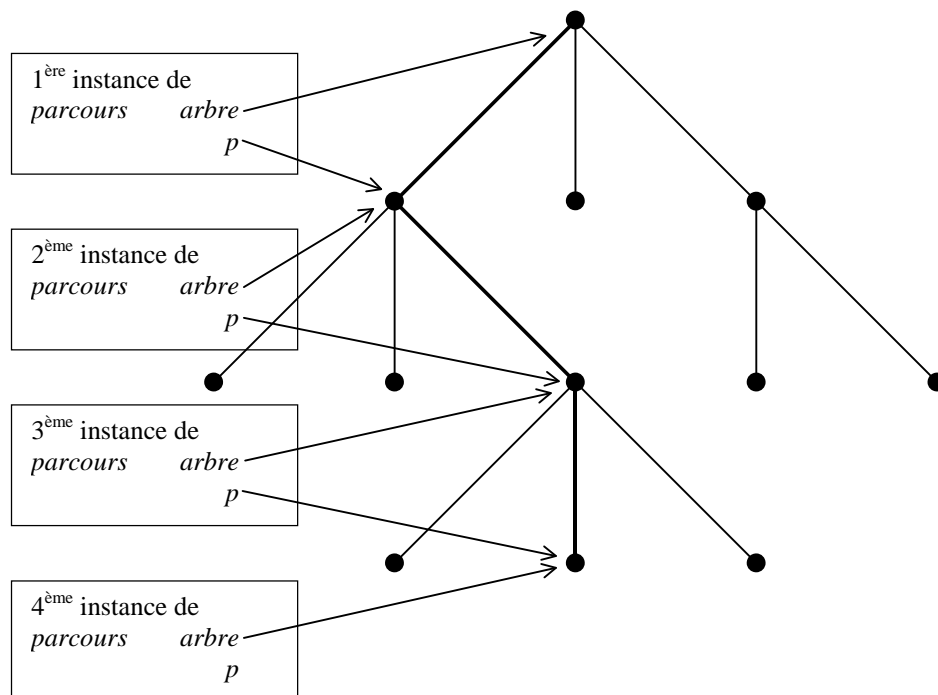 1ère instance de
parcours arbre
p
2ème instance de
parcours arbre
p
3ème instance de
parcours arbre
p
4ème instance de
parcours arbre
p